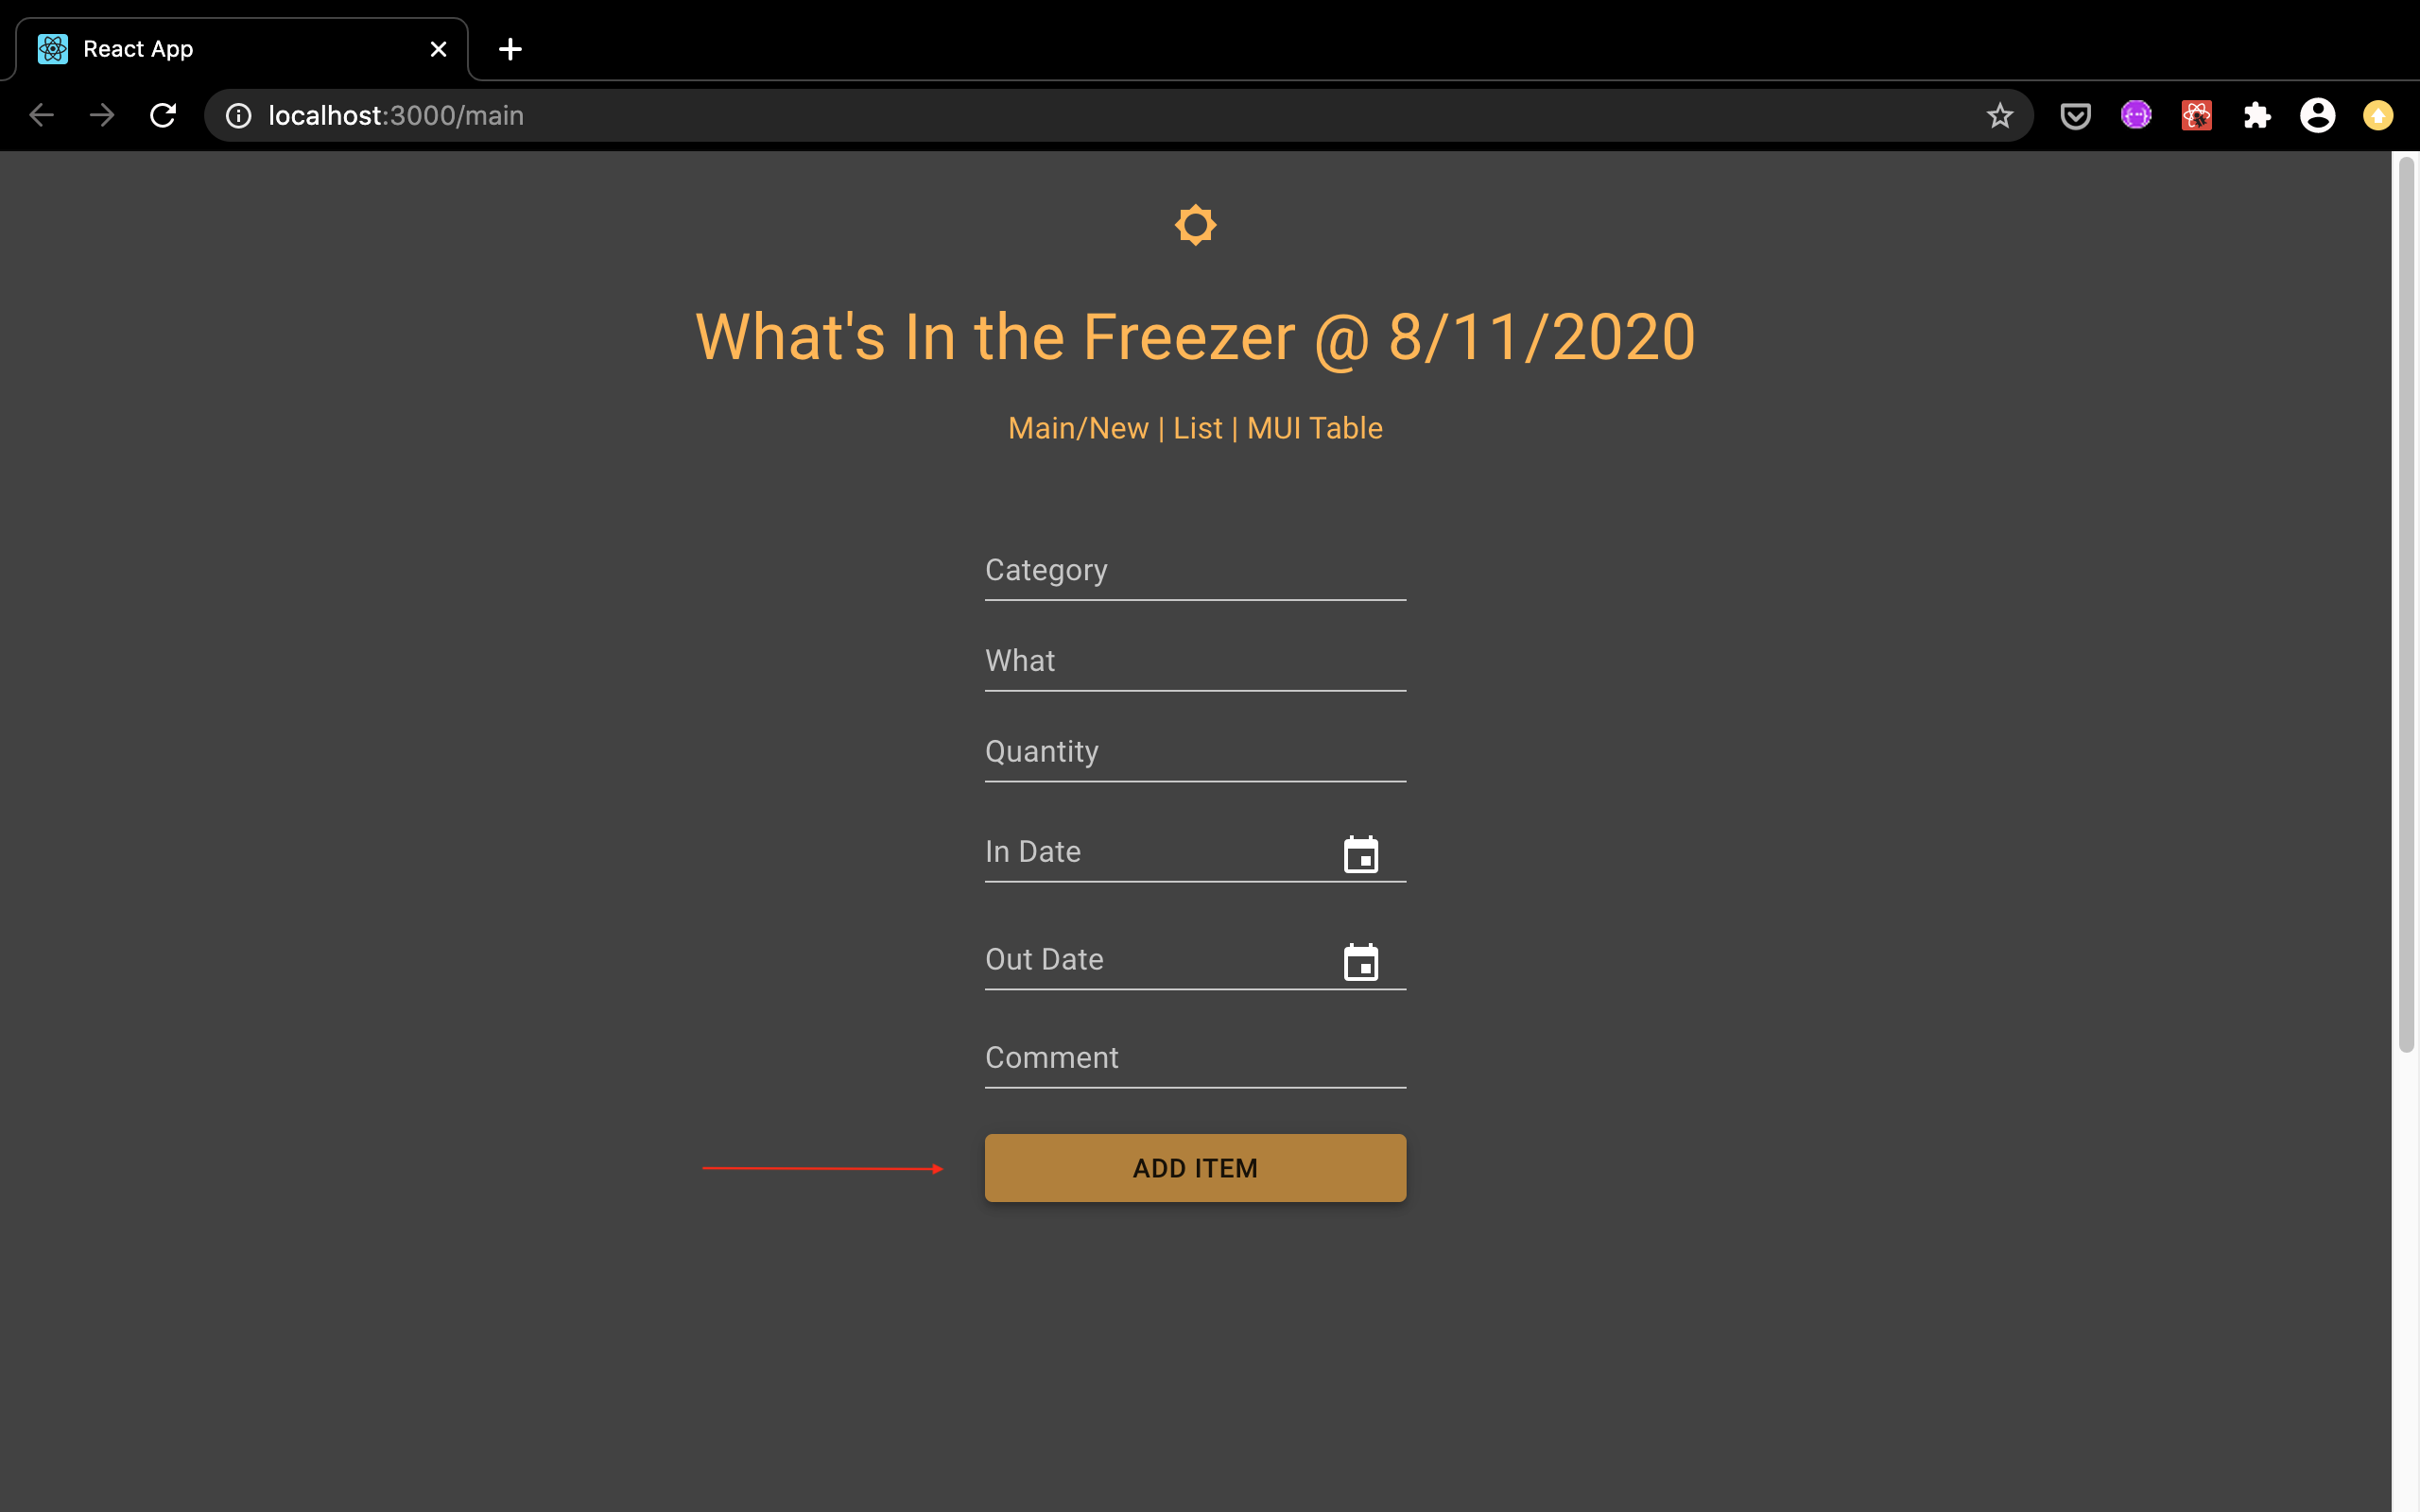 React App
localhost:3000/main
What's In the Freezer @ 8/11/2020
Main/New | List | MUI Table
Category
What
Quantity
In Date
Out Date
Comment
ADD ITEM